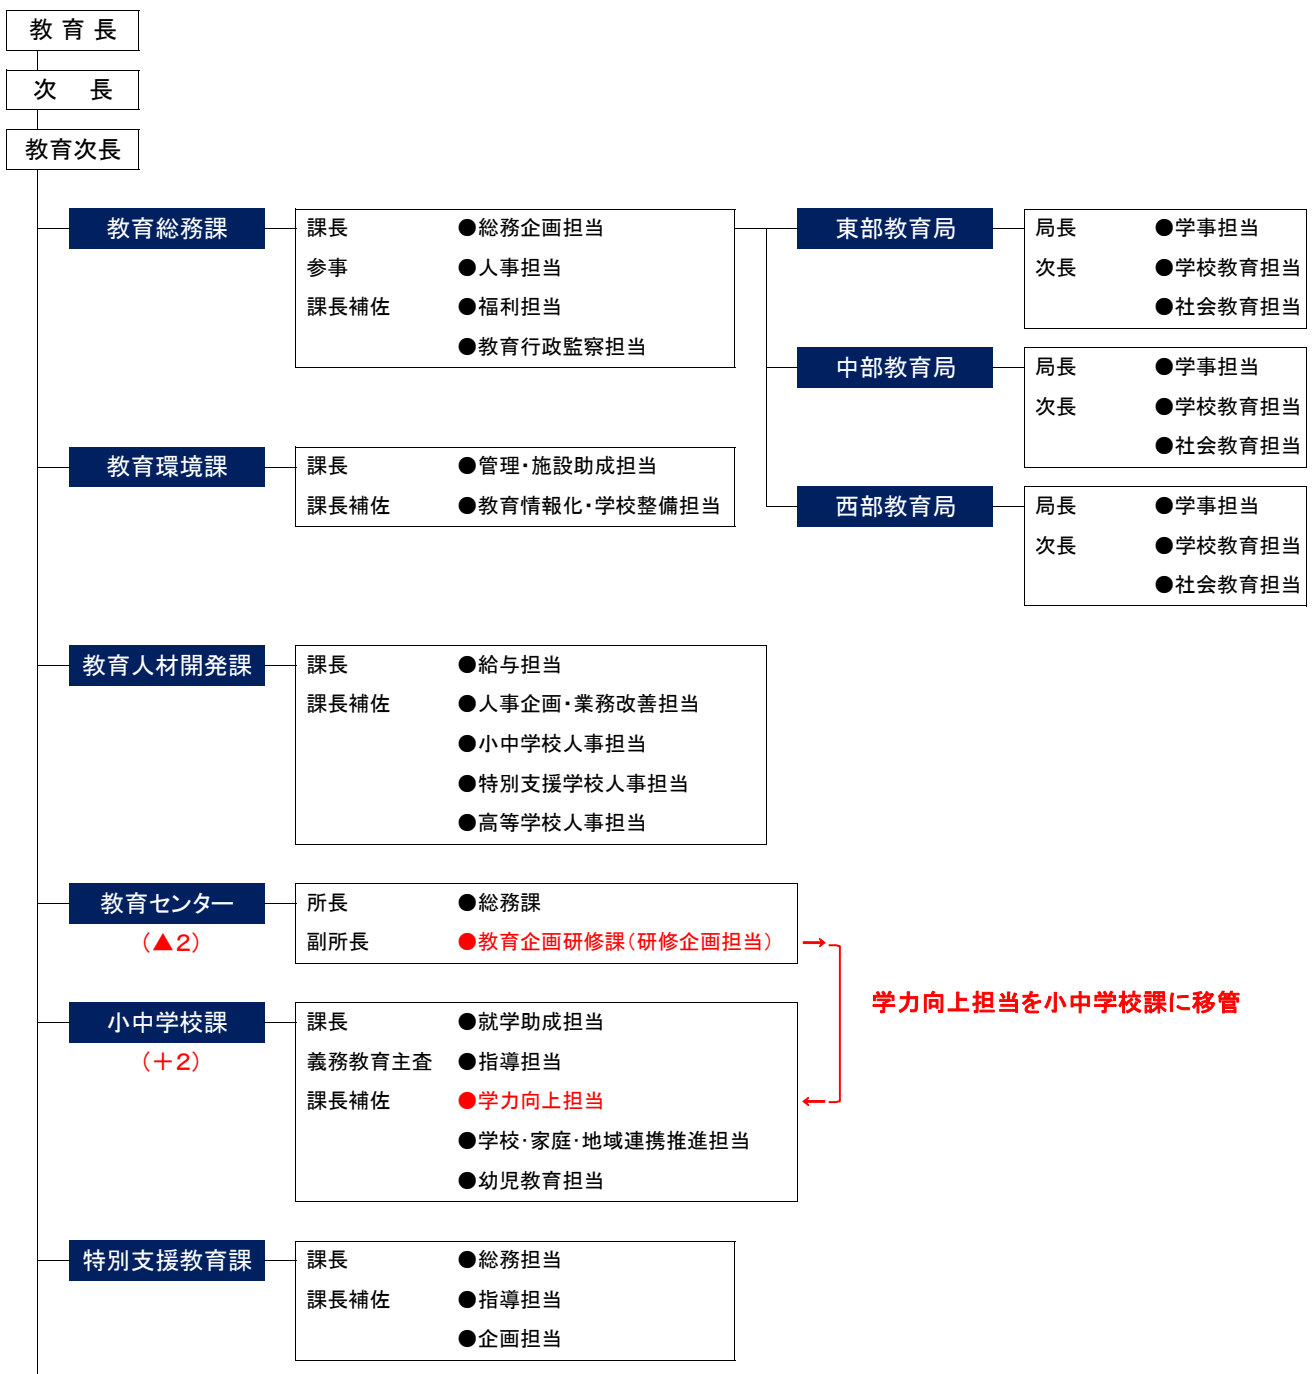 教育長
次　長
教育次長
教育総務課
課長 ●総務企画担当
参事 ●人事担当
課長補佐 ●福利担当
●教育行政監察担当
東部教育局
局長 ●学事担当
次長 ●学校教育担当
●社会教育担当
中部教育局
局長 ●学事担当
次長 ●学校教育担当
●社会教育担当
西部教育局
局長 ●学事担当
次長 ●学校教育担当
●社会教育担当
教育環境課
課長 ●管理・施設助成担当
課長補佐 ●教育情報化・学校整備担当
教育人材開発課
課長 ●給与担当
課長補佐 ●人事企画・業務改善担当
●小中学校人事担当
●特別支援学校人事担当
●高等学校人事担当
教育センター
（▲2）
所長 ●総務課
副所長 ●教育企画研修課（研修企画担当）
学力向上担当を小中学校課に移管
小中学校課
（＋2）
課長 ●就学助成担当
義務教育主査 ●指導担当
課長補佐 ●学力向上担当
●学校・家庭・地域連携推進担当
●幼児教育担当
特別支援教育課
課長 ●総務担当
課長補佐 ●指導担当
●企画担当